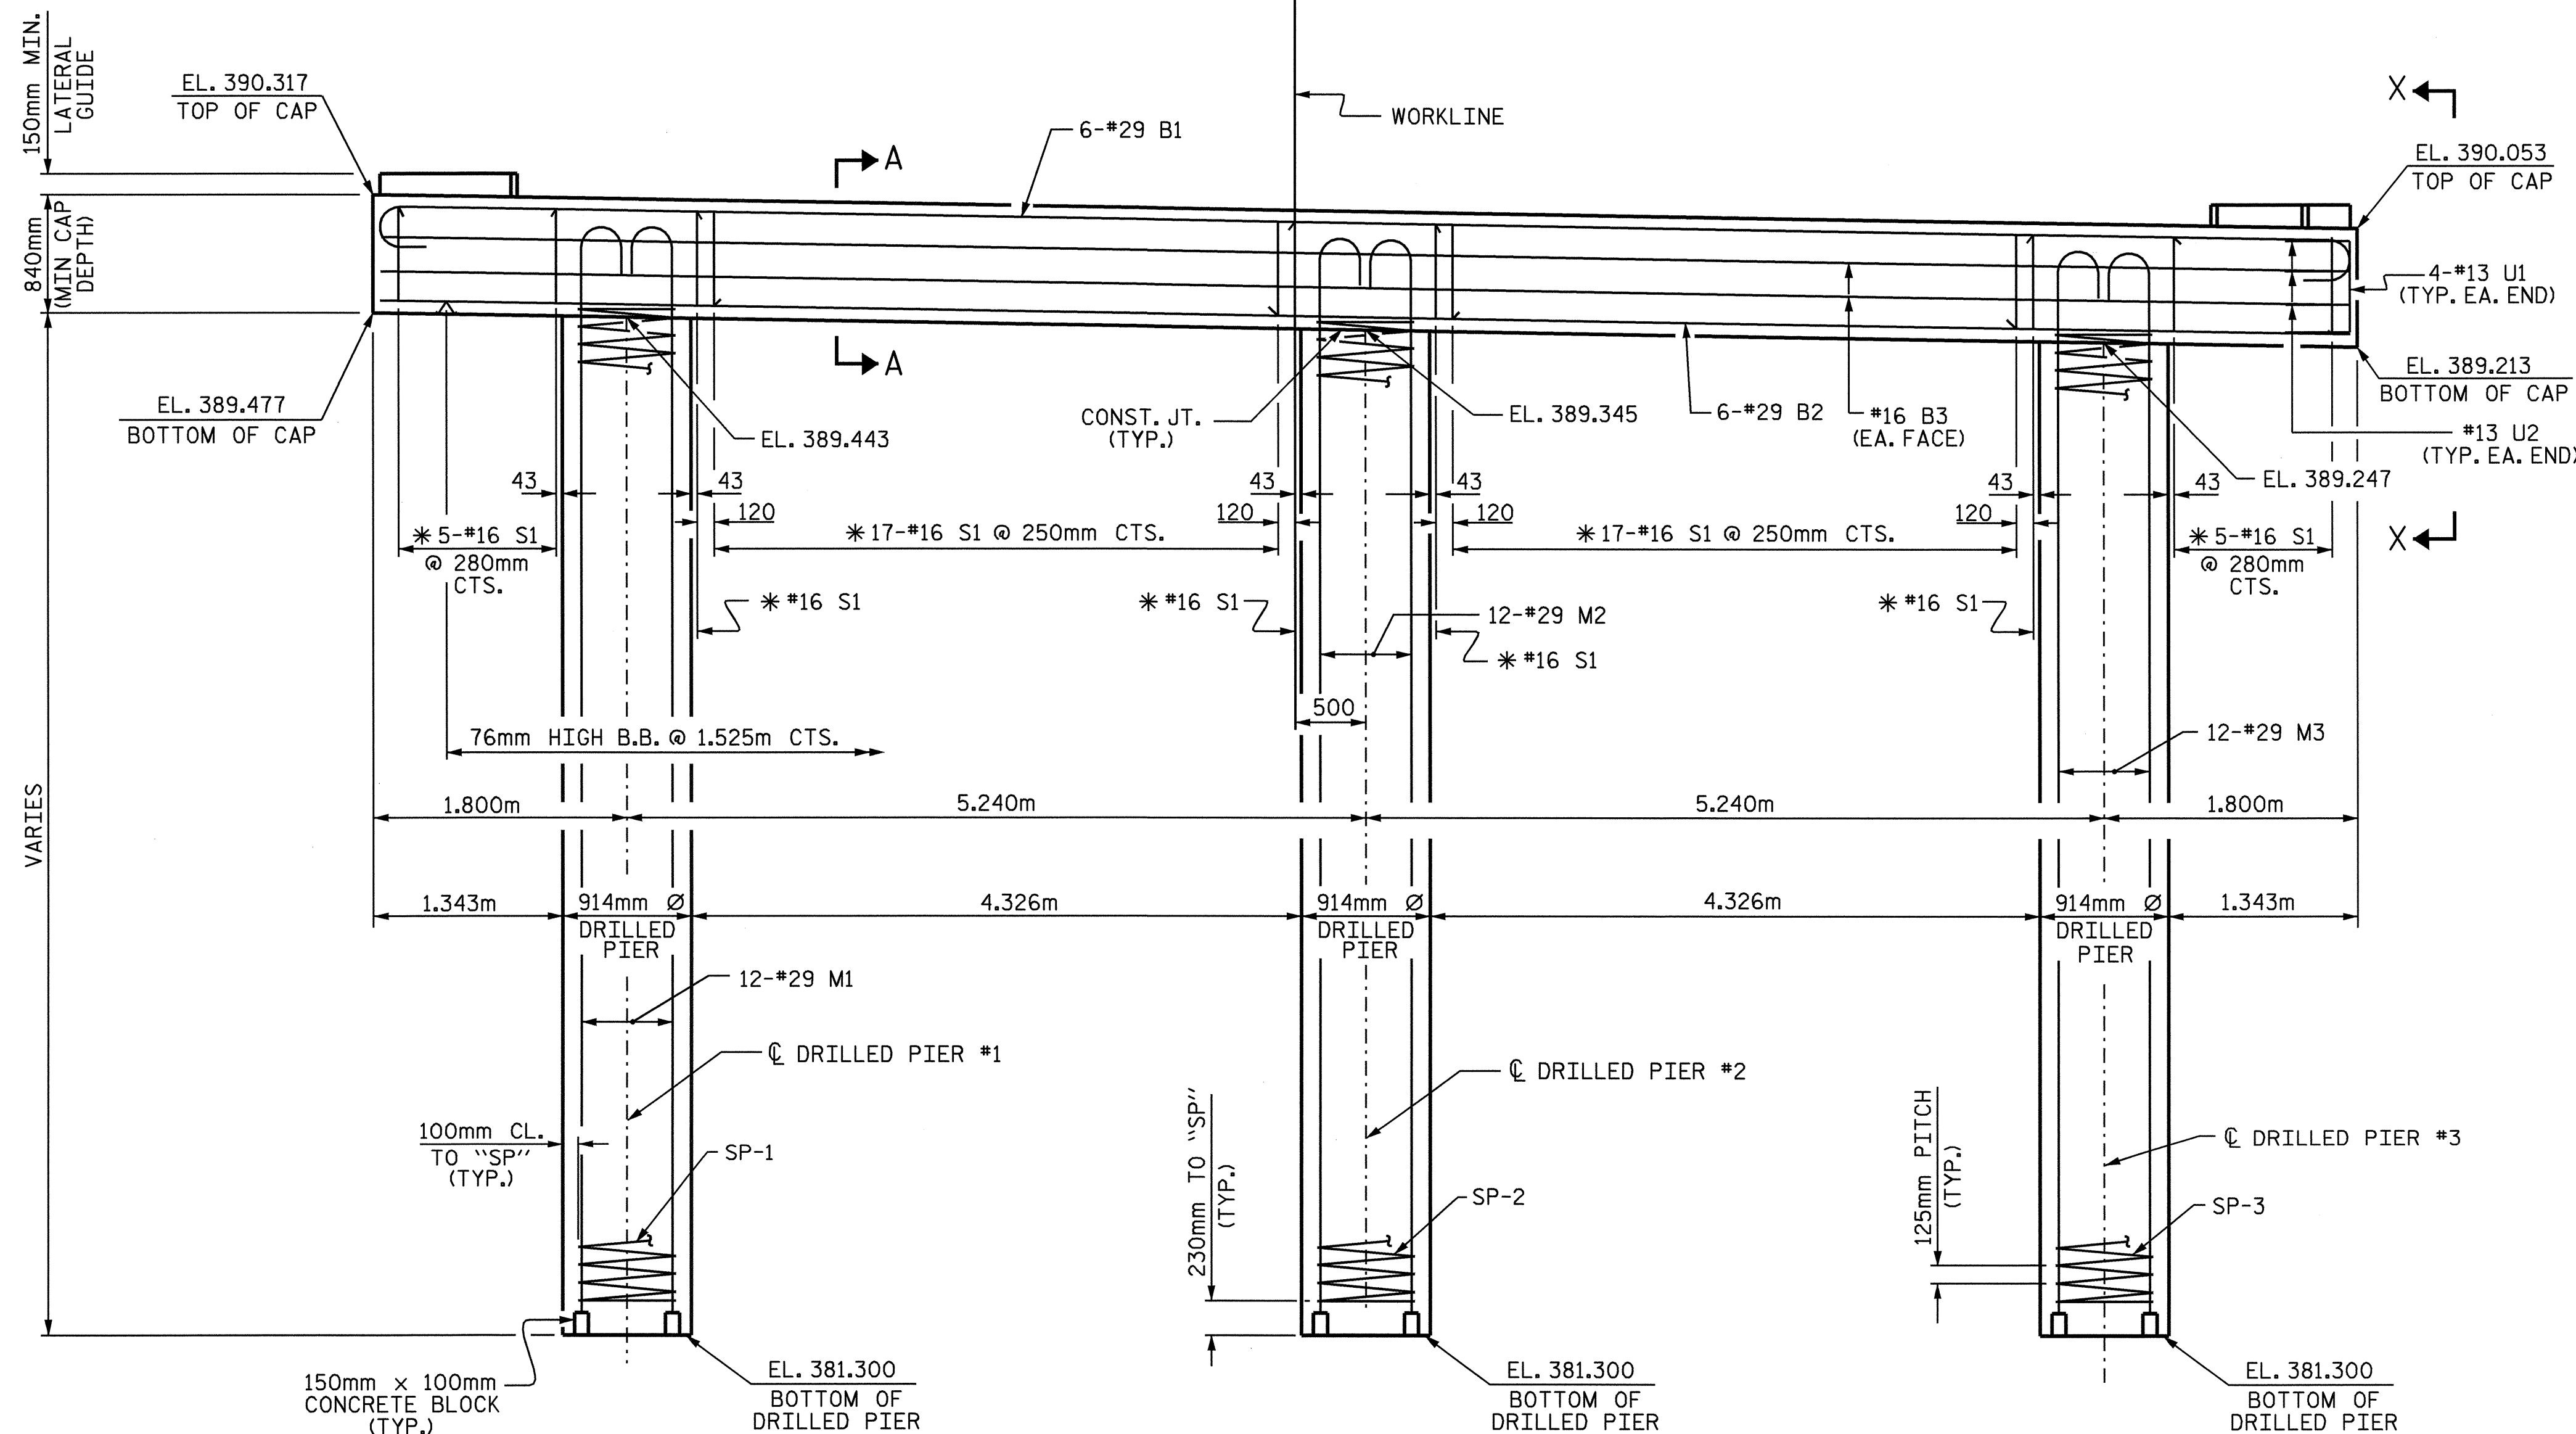 150mm MIN.
LATERAL
GUIDE
EL. 390.317
TOP OF CAP
A
6-#29 B1
WORKLINE
X
EL. 390.053
TOP OF CAP
840mm
(MIN CAP
DEPTH)
4-#13 U1
(TYP. EA. END)
EL. 389.477
BOTTOM OF CAP
A
EL. 389.443
CONST. JT.
(TYP.)
EL. 389.345
6-#29 B2
#16 B3
(EA. FACE)
EL. 389.213
BOTTOM OF CAP
#13 U2
(TYP. EA. END)
EL. 389.247
43
43
43
43
43
43
120
120
120
120
✳ 5-#16 S1
@ 280mm
CTS.
✳ 17-#16 S1 @ 250mm CTS.
✳ 17-#16 S1 @ 250mm CTS.
✳ 5-#16 S1
@ 280mm
CTS.
X
✳ #16 S1
✳ #16 S1
✳ #16 S1
✳ #16 S1
12-#29 M2
500
76mm HIGH B.B. @ 1.525m CTS.
12-#29 M3
VARIES
1.800m
5.240m
5.240m
1.800m
1.343m
914mm Ø
DRILLED
PIER
4.326m
914mm Ø
DRILLED
PIER
4.326m
914mm Ø
DRILLED
PIER
1.343m
12-#29 M1
℄ DRILLED PIER #1
℄ DRILLED PIER #2
℄ DRILLED PIER #3
100mm CL.
TO "SP"
(TYP.)
SP-1
230mm TO "SP"
(TYP.)
SP-2
125mm PITCH
(TYP.)
SP-3
150mm x 100mm
CONCRETE BLOCK
(TYP.)
EL. 381.300
BOTTOM OF
DRILLED PIER
EL. 381.300
BOTTOM OF
DRILLED PIER
EL. 381.300
BOTTOM OF
DRILLED PIER